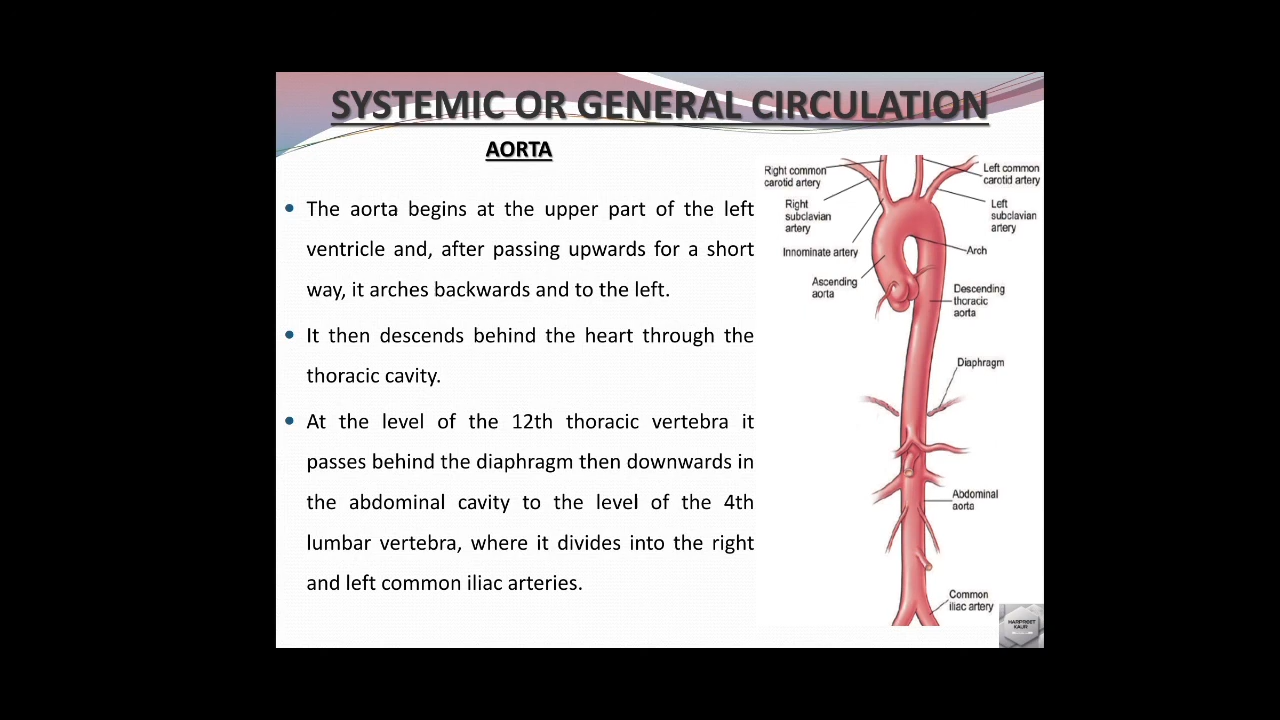 SYSTEMIC OR GENERAL CIRCULATION
AORTA
• The aorta begins at the upper part of the left
ventricle and, after passing upwards for a short
way, it arches backwards and to the left.
• It then descends behind the heart through the
thoracic cavity.
• At the level of the 12th thoracic vertebra it
passes behind the diaphragm then downwards in
the abdominal cavity to the level of the 4th
lumbar vertebra, where it divides into the right
and left common iliac arteries.
Right common
carotid artery
Left common
carotid artery
Right
subclavian
artery
Left
subclavian
artery
Innominate artery
Arch
Ascending
aorta
Descending
thoracic
aorta
Diaphragm
Abdominal
aorta
Common
iliac artery
HARPREET
KAUR